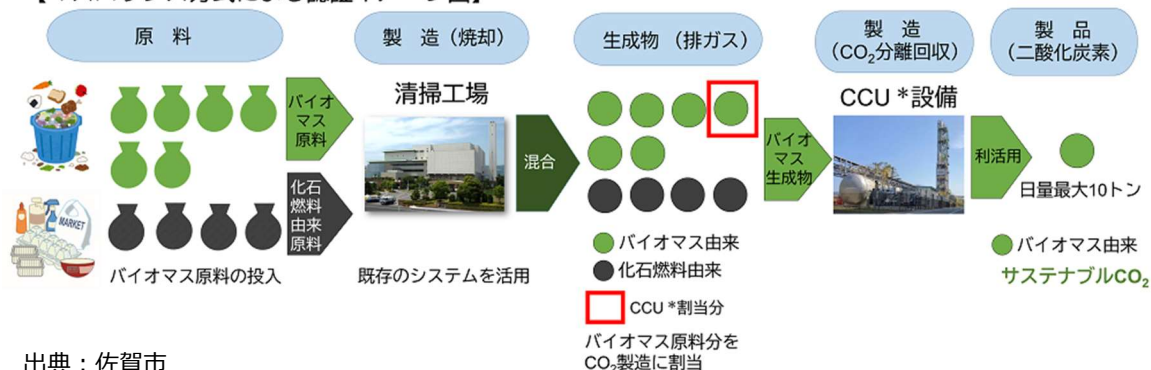 原 料
製 造（焼却）
生成物 （排ガス）
製 造
（CO₂分離回収）
製 品
（二酸化炭素）
バイオ
マス
原料
化石
燃料
由来
原料
MARKET
バイオマス原料の投入
清掃工場
既存のシステムを活用
混合
バイオマス由来
化石燃料由来
CCU *割当分
バイオマス原料分を
CO₂製造に割当
バイオ
マス
生成物
CCU *設備
利活用
日量最大10トン
バイオマス由来
サステナブルCO₂
出典：佐賀市